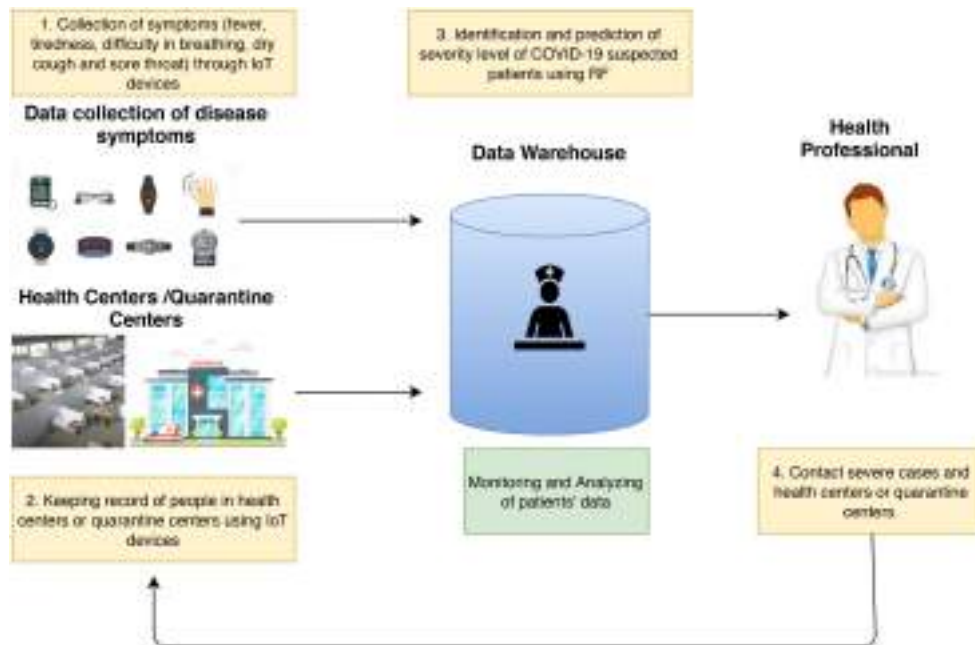 1. Collection of symptoms (fever,
tiredness, difficulty in breathing, dry
cough and sore throat) through IoT
devices
3. Identification and prediction of
severity level of COVID-19 suspected
patients using RF
Data collection of disease
symptoms
Data Warehouse
Health
Professional
Health Centers /Quarantine
Centers
2. Keeping record of people in health
centers or quarantine centers using IoT
devices
Monitoring and Analyzing
of patients' data
4. Contact severe cases and
health centers or quarantine
centers